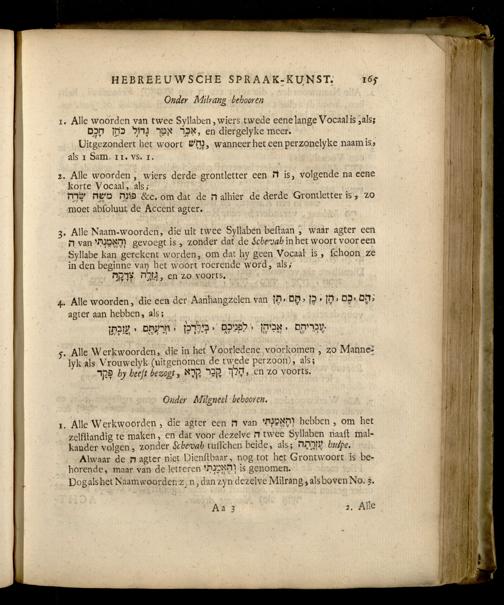 HEBREEUWSCHE SPRAAK-KUNST. 165
Onder Milrang behooren
1. Alle woorden van twee Syllaben, wiers twede eene lange Vocaal is, als;
חָכָם כֹּהֵן גָּדוֹל אֹמֵר אָבָק, en diergelyke meer.
Uitgezondert het woort נָחָשׁ, wanneer het een perzonelyke naam is,
als 1 Sam. 11. vs. 1.
2. Alle woorden, wiers derde grontletter een ה is, volgende na eene
korte Vocaal, als;
שָׂדֶה משֶׁה פּוֹנֶה &c. om dat de ה alhier de derde Grontletter is, zo
moet absoluut de Accent agter.
3. Alle Naam-woorden, die uit twee Syllaben bestaan, waar agter een
ה van וְהֶאֱמַנְתִּי gevoegt is, zonder dat de Schevah in het woort voor een
Syllabe kan gerekent worden, om dat hy geen Vocaal is, schoon ze
in den beginne van het woort roerende word, als;
גְּזֵלָה צְדָקָה, en zo voorts.
4. Alle woorden, die een der Aanhangzelen van הֶם, כֶּם, הֶן, כֶן, תֶּם, תֶּן
agter aan hebben, als;
עֲזַבְתֶּן, וּזְרַעְתֶּם, לִפְנֵיכֶם, אֲבִיהֶן, עִבְרֵיהֶם.
5. Alle Werkwoorden, die in het Voorledene voorkomen, zo Manne-
lyk als Vrouwelyk (uitgenomen de twede perzoon), als;
פָּקַד hy heeft bezogt, הָלַךְ קָבַר קָרָא, en zo voorts.
Onder Milgneel behooren.
1. Alle Werkwoorden, die agter een ה van וְהֶאֱמַנְתִּי hebben, om het
zelfstandig te maken, en dat voor dezelve ה twee Syllaben naast mal-
kander volgen, zonder Schevah tusschen beide, als; עֶזְרָתָה hulpe.
Alwaar de ה agter niet Dienstbaar, nog tot het Grontwoort is be-
horende, maar van de letteren וְהֶאֱמַנְתִּי is genomen.
Dog als het Naamwoorden zyn, dan zyn dezelve Milrang, als boven No. 3.
Aa 3 2. Alle